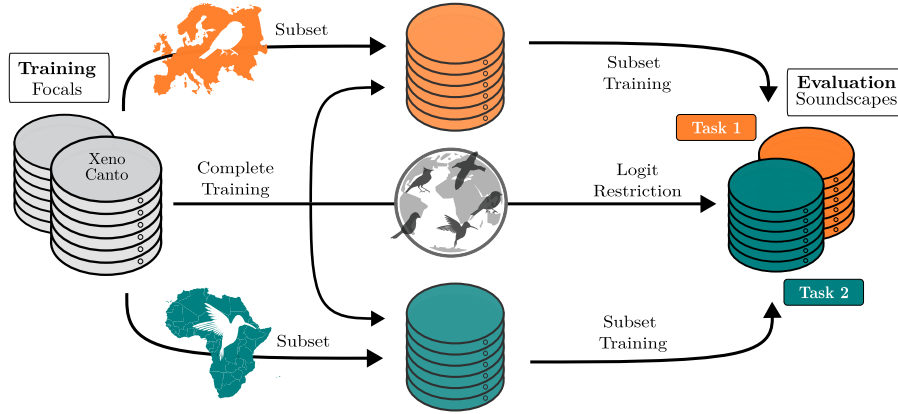 Training
Focals
Xeno
Canto
Subset
Complete
Training
Subset
Subset
Training
Logit
Restriction
Subset
Training
Evaluation
Soundscapes
Task 1
Task 2